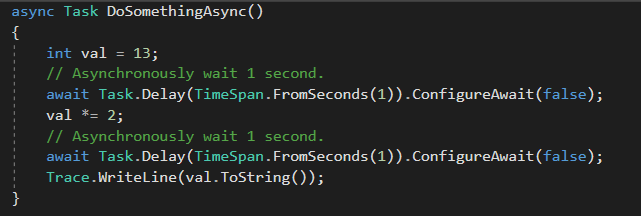 async Task DoSomethingAsync()
{
    int val = 13;
    // Asynchronously wait 1 second.
    await Task.Delay(TimeSpan.FromSeconds(1)).ConfigureAwait(false);
    val *= 2;
    // Asynchronously wait 1 second.
    await Task.Delay(TimeSpan.FromSeconds(1)).ConfigureAwait(false);
    Trace.WriteLine(val.ToString());
}